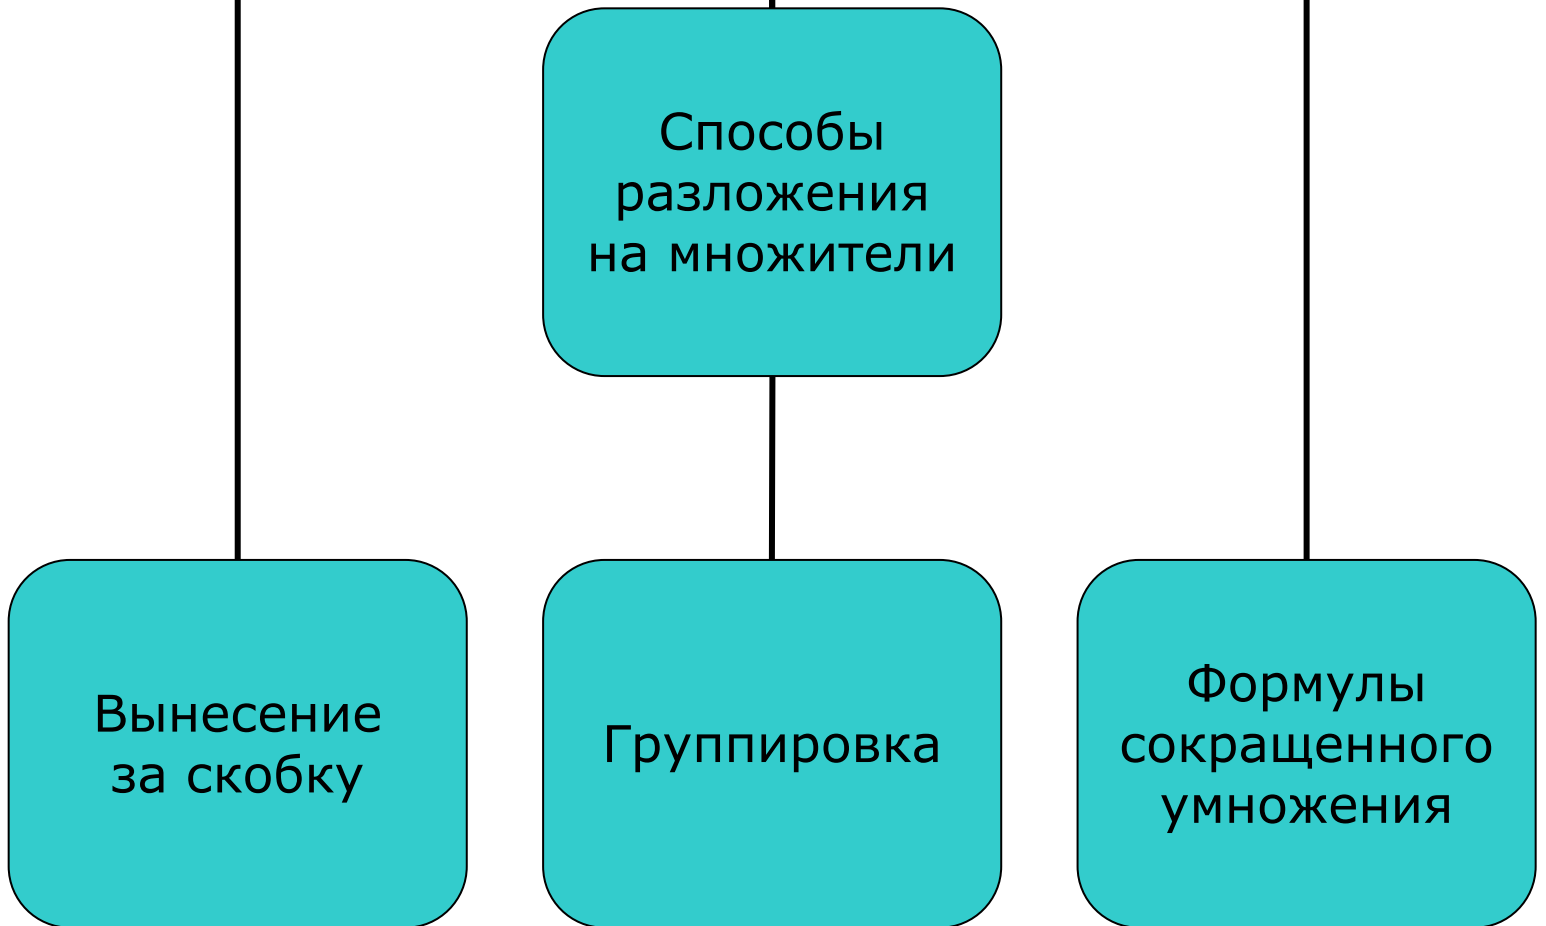 Способы
разложения
на множители
Вынесение
за скобку
Группировка
Формулы
сокращенного
умножения